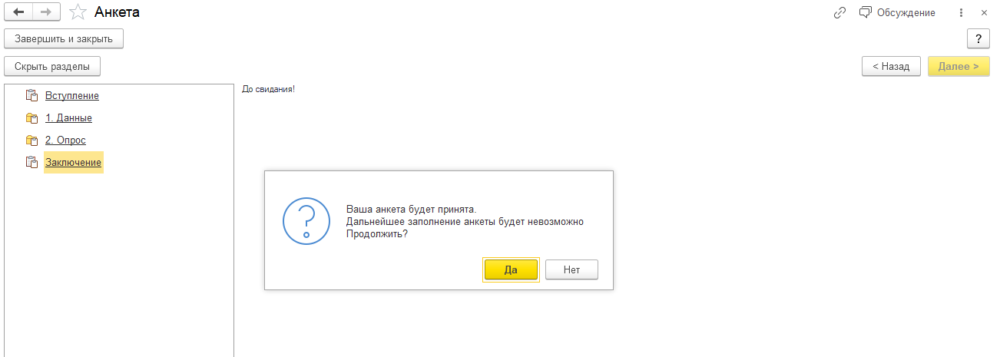 Анкета
Обсуждение
Завершить и закрыть
?
Скрыть разделы
< Назад
Далее >
Вступление
1. Данные
2. Опрос
Заключение
До свидания!
Ваша анкета будет принята.
Дальнейшее заполнение анкеты будет невозможно
Продолжить?
Да
Нет